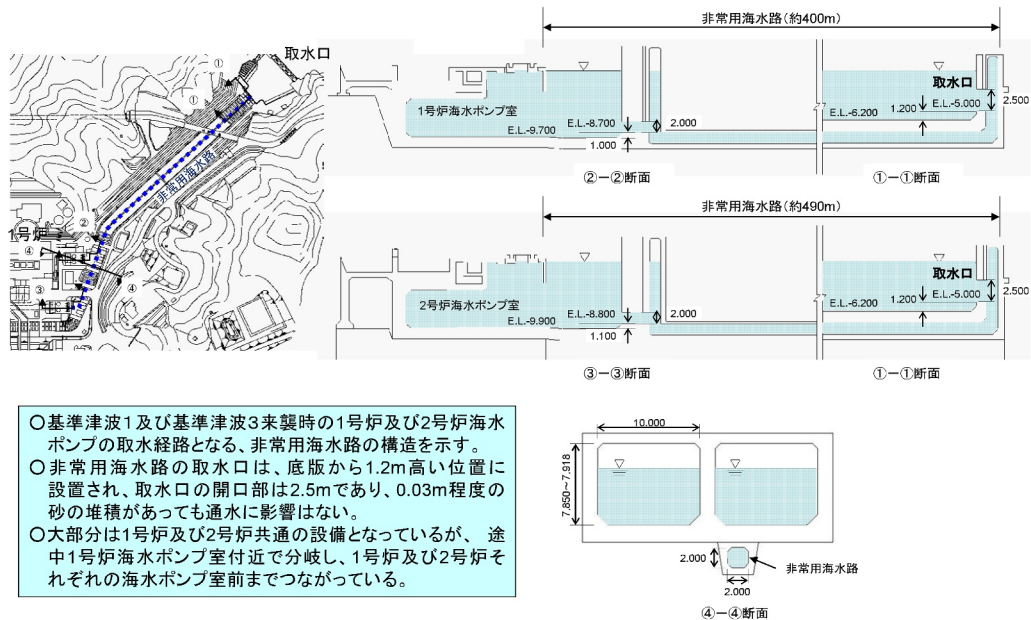 取水口
①
①
非常用海水路
②
1号炉
④
③
④
非常用海水路(約400m)
1号炉海水ポンプ室
E.L.-9.700
E.L.-8.700
2.000
1.000
取水口
1.200
E.L.-5.000
E.L.-6.200
2.500
②-②断面
①-①断面
非常用海水路(約490m)
2号炉海水ポンプ室
E.L.-9.900
E.L.-8.800
2.000
1.100
取水口
1.200
E.L.-5.000
E.L.-6.200
2.500
③-③断面
①-①断面
○基準津波1及び基準津波3来襲時の1号炉及び2号炉海水
ポンプの取水経路となる、非常用海水路の構造を示す。
○非常用海水路の取水口は、底版から1.2m高い位置に
設置され、取水口の開口部は2.5mであり、0.03m程度の
砂の堆積があっても通水に影響はない。
○大部分は1号炉及び2号炉共通の設備となっているが、 途
中1号炉海水ポンプ室付近で分岐し、1号炉及び2号炉そ
れぞれの海水ポンプ室前までつながっている。
10.000
7.850~7.918
2.000
2.000
非常用海水路
④-④断面